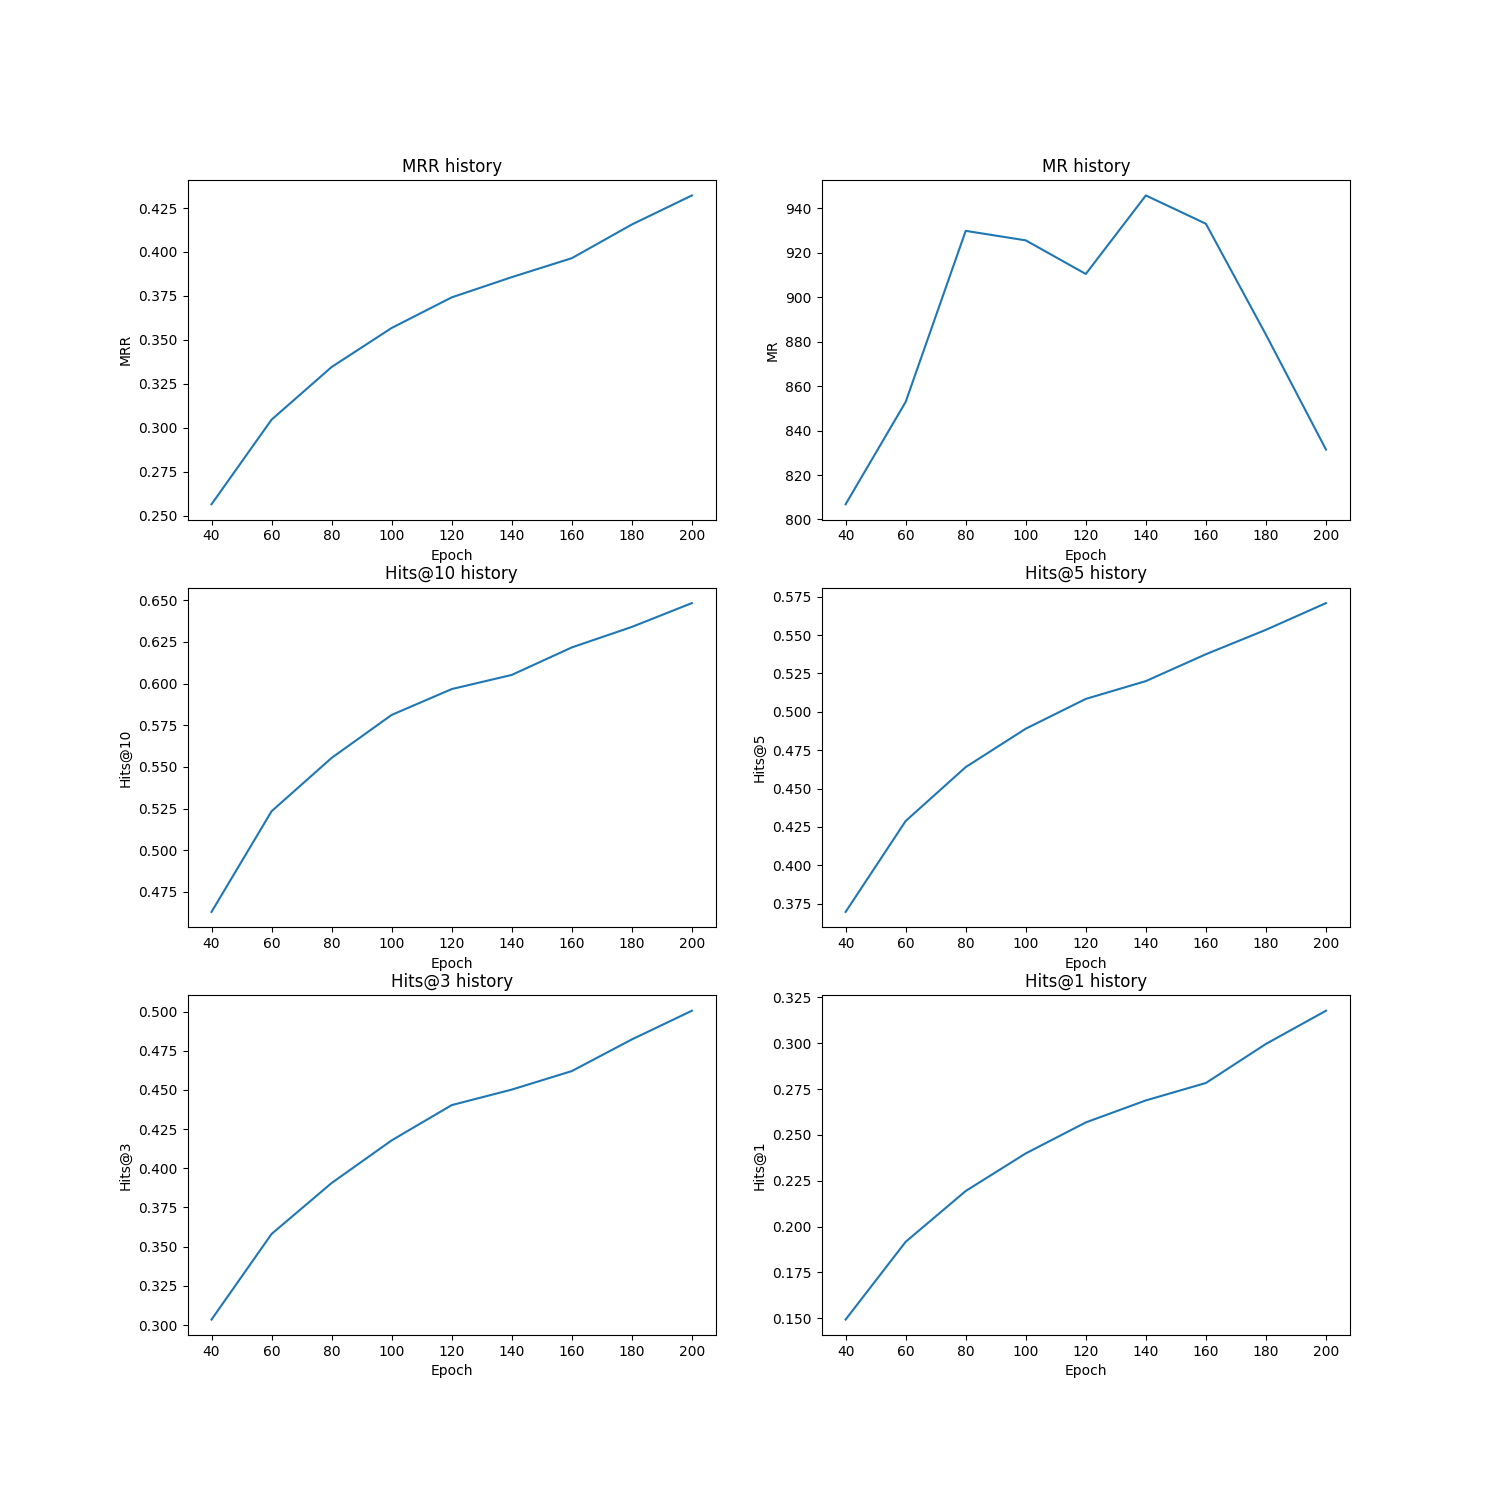 MRR history
MRR
0.425
0.400
0.375
0.350
0.325
0.300
0.275
0.250
40 60 80 100 120 140 160 180 200
Epoch
MR history
MR
940
920
900
880
860
840
820
800
40 60 80 100 120 140 160 180 200
Epoch
Hits@10 history
Hits@10
0.650
0.625
0.600
0.575
0.550
0.525
0.500
0.475
40 60 80 100 120 140 160 180 200
Epoch
Hits@5 history
Hits@5
0.575
0.550
0.525
0.500
0.475
0.450
0.425
0.400
0.375
40 60 80 100 120 140 160 180 200
Epoch
Hits@3 history
Hits@3
0.500
0.475
0.450
0.425
0.400
0.375
0.350
0.325
0.300
40 60 80 100 120 140 160 180 200
Epoch
Hits@1 history
Hits@1
0.325
0.300
0.275
0.250
0.225
0.200
0.175
0.150
40 60 80 100 120 140 160 180 200
Epoch